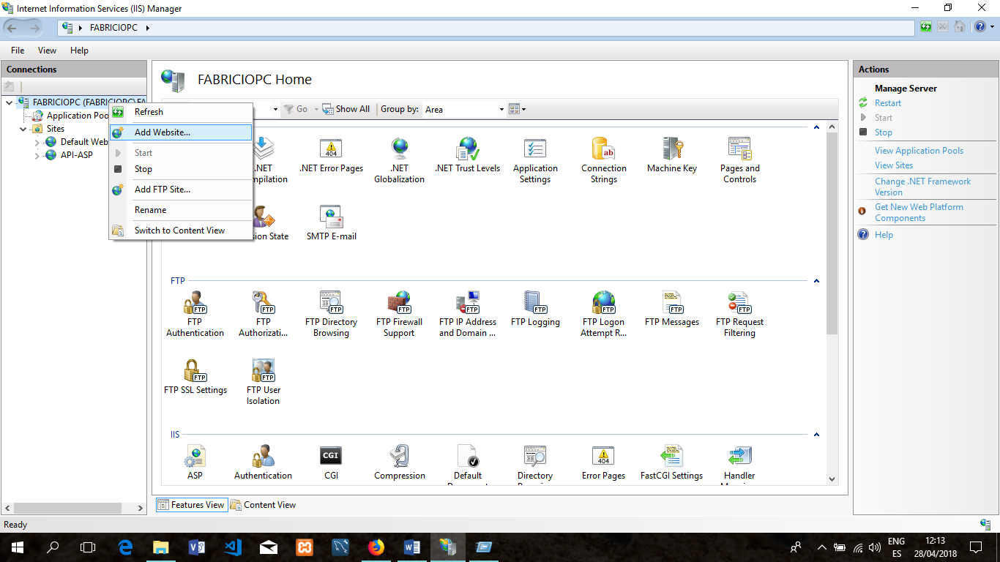 Internet Information Services (IIS) Manager
FABRICIOPC
File View Help
Connections
FABRICIOPC (FABRICIOPC\FA
Application Poo
Sites
Default Web
API-ASP
Refresh
Add Website...
Start
Stop
Add FTP Site...
Rename
Switch to Content View
FABRICIOPC Home
Go Show All Group by: Area
.NET
mpilation
.NET Error Pages
.NET
Globalization
.NET Trust Levels
Application
Settings
Connection
Strings
Machine Key
Pages and
Controls
ion State
SMTP E-mail
FTP
FTP
Authentication
FTP
Authorizati...
FTP Directory
Browsing
FTP Firewall
Support
FTP IP Address
and Domain ...
FTP Logging
FTP Logon
Attempt R...
FTP Messages
FTP Request
Filtering
FTP SSL Settings
FTP User
Isolation
IIS
ASP
Authentication
CGI
Compression
Default
Directory
Error Pages
FastCGI Settings
Handler
Features View
Content View
Actions
Manage Server
Restart
Start
Stop
View Application Pools
View Sites
Change .NET Framework
Version
Get New Web Platform
Components
Help
Ready
ENG
ES
12:13
28/04/2018